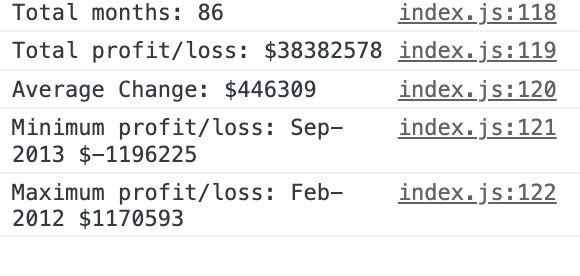 Total months: 86 index.js:118
Total profit/loss: $38382578 index.js:119
Average Change: $446309 index.js:120
Minimum profit/loss: Sep- index.js:121
2013 $-1196225
Maximum profit/loss: Feb- index.js:122
2012 $1170593